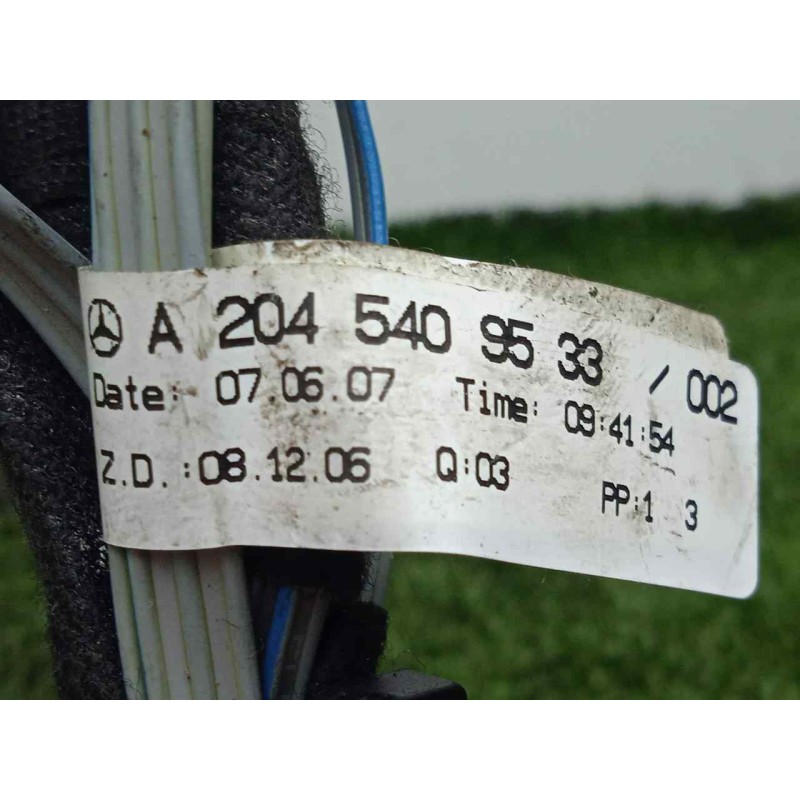 A 204 540 95 33 / 002
Date: 07.06.07 Time: 09:41:54
Z.D.:08.12.06 Q:03 PP:1 3